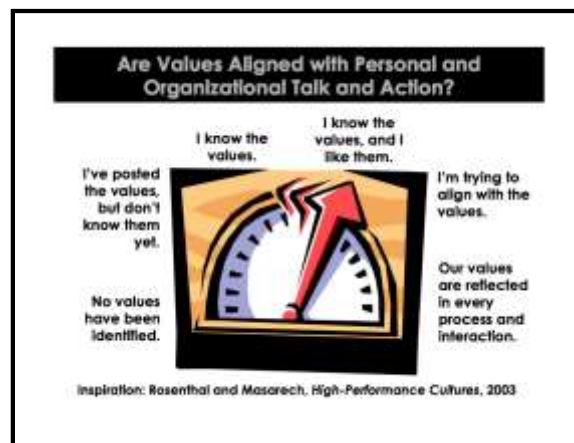 Are Values Aligned with Personal and
Organizational Talk and Action?
I know the
values.
I know the
values, and I
like them.
I've posted
the values,
but don't
know them
yet.
I'm trying to
align with the
values.
No values
have been
identified.
Our values
are reflected
in every
process and
interaction.
Inspiration: Rosenthal and Masarech, High-Performance Cultures, 2003